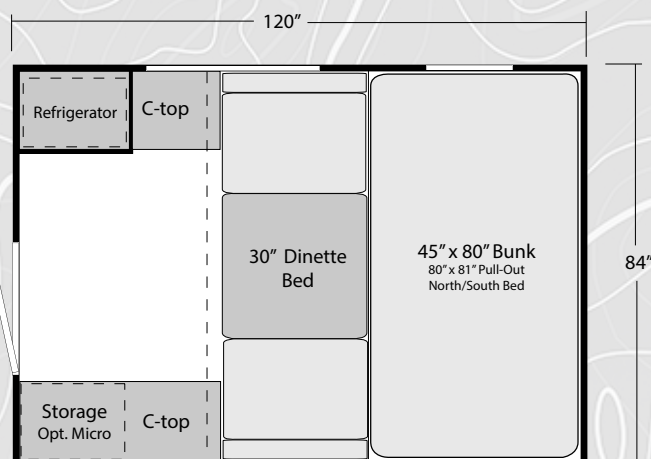 120”
Refrigerator
C-top
30” Dinette
Bed
45” x 80” Bunk
80” x 81” Pull-Out
North/South Bed
84”
Storage
Opt. Micro
C-top